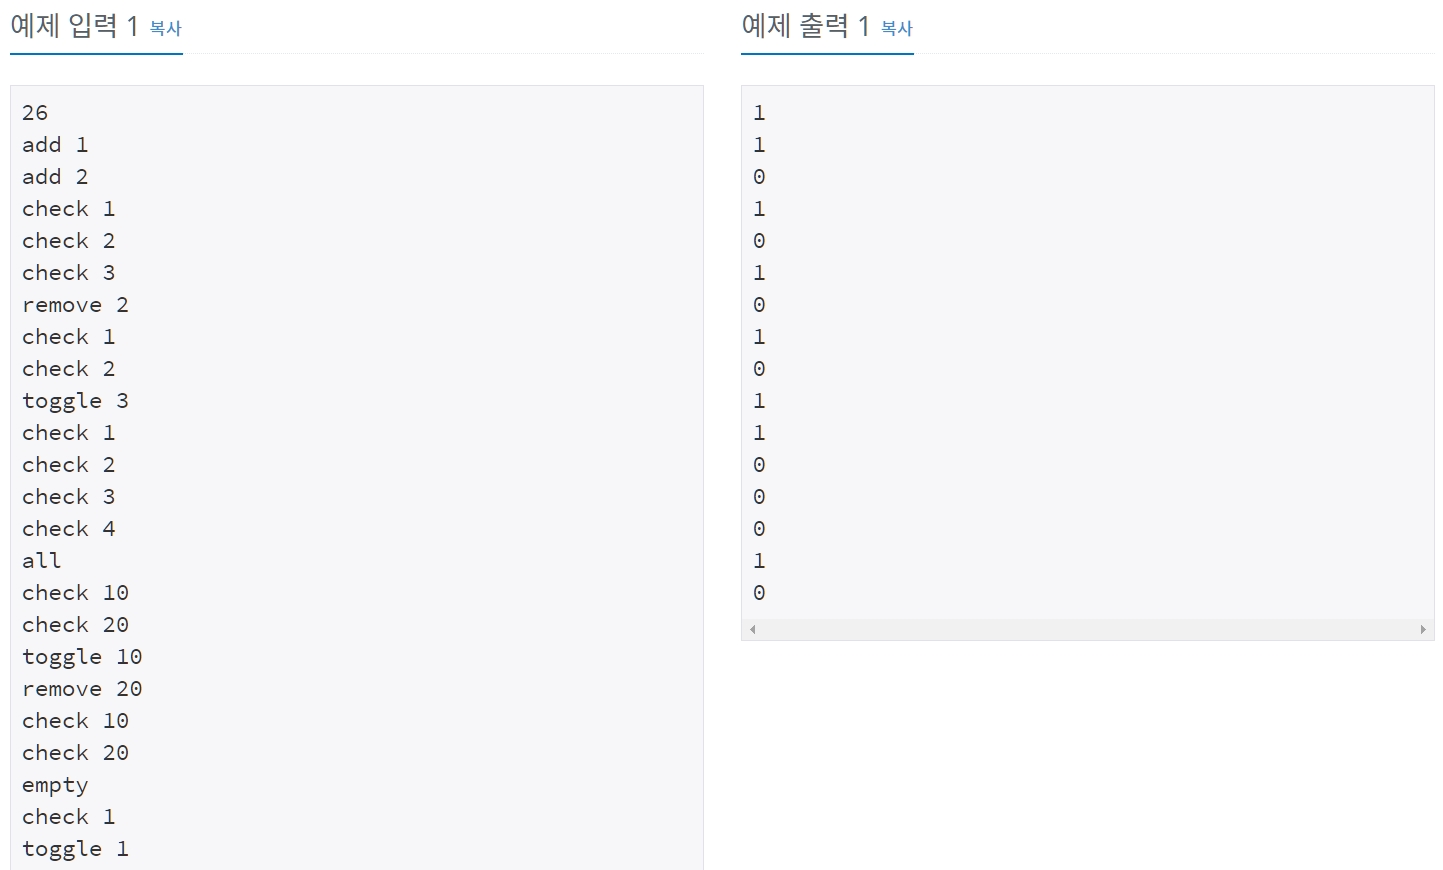 예제 입력 1 복사
26
add 1
add 2
check 1
check 2
check 3
remove 2
check 1
check 2
toggle 3
check 1
check 2
check 3
check 4
all
check 10
check 20
toggle 10
remove 20
check 10
check 20
empty
check 1
toggle 1
예제 출력 1 복사
1
1
0
1
0
1
0
1
0
1
1
0
0
0
1
0